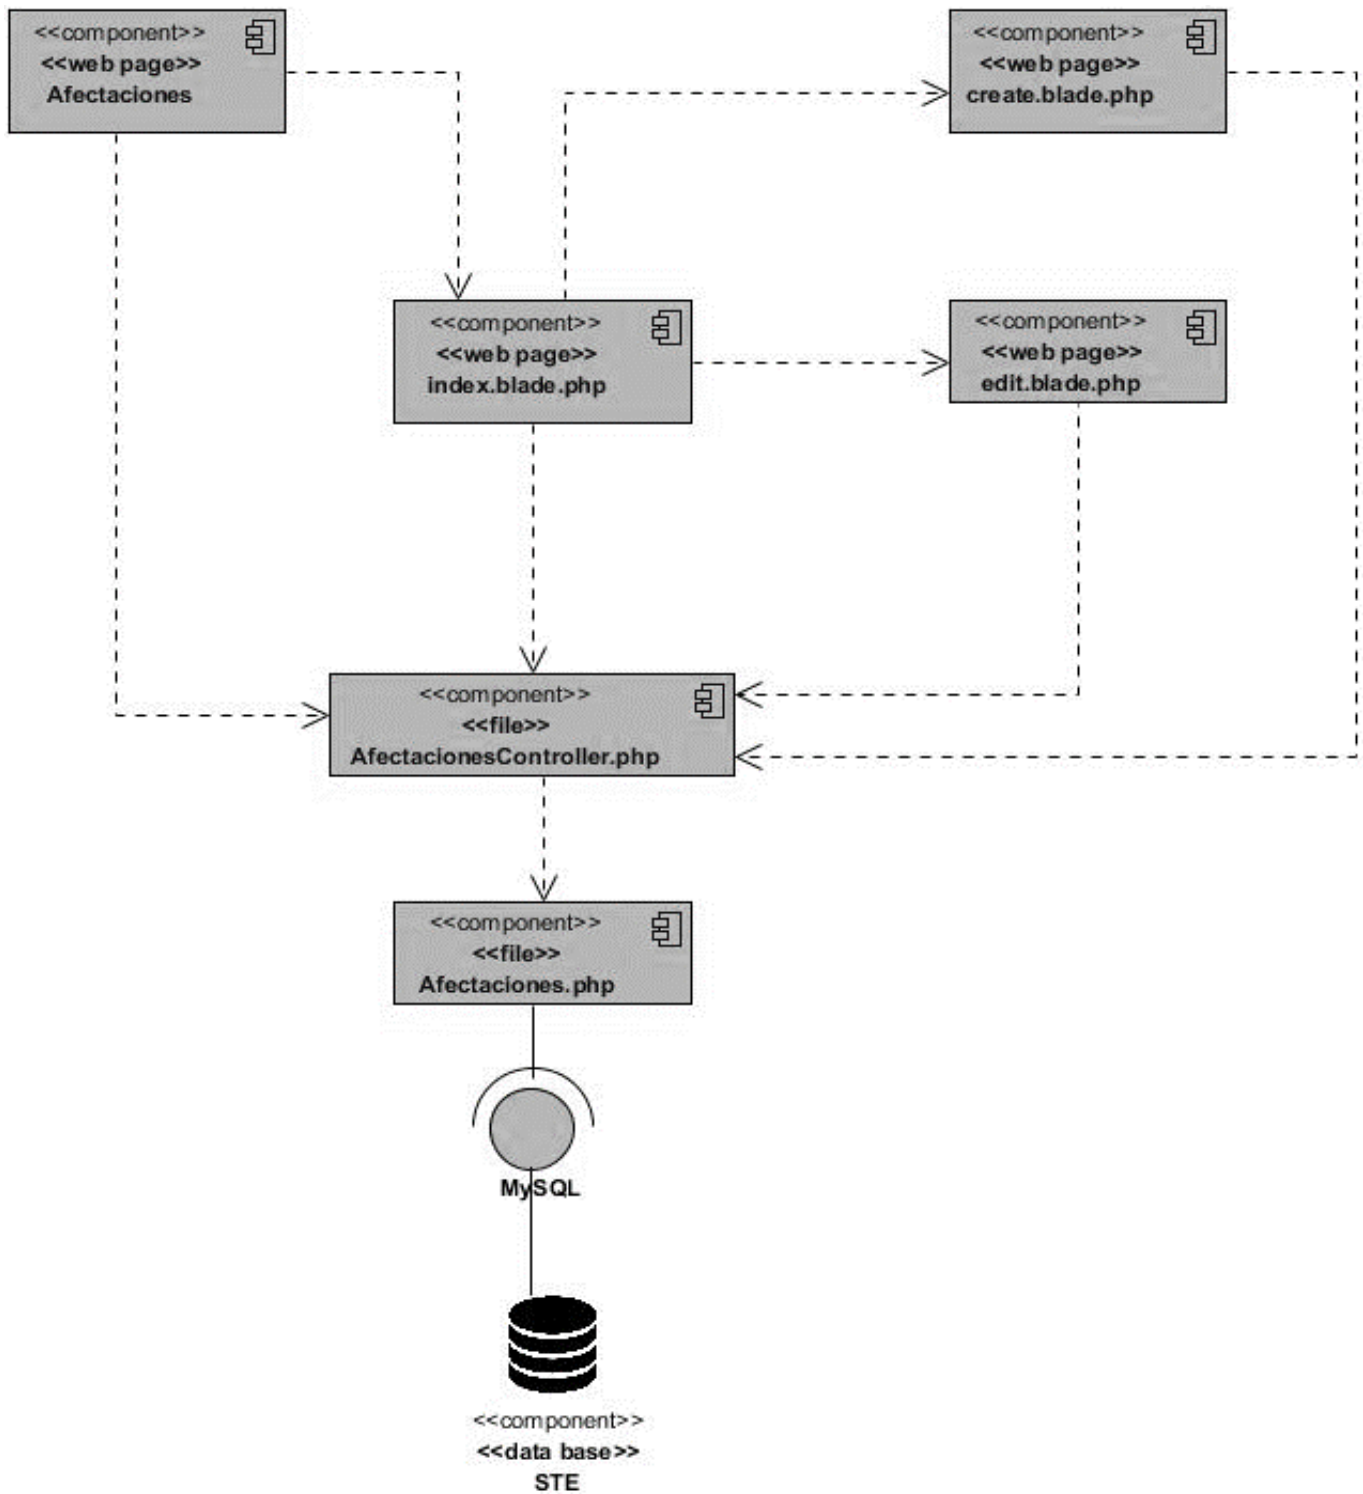 <<component>>
<<web page>>
Afectaciones
<<component>>
<<web page>>
create.blade.php
<<component>>
<<web page>>
index.blade.php
<<component>>
<<web page>>
edit.blade.php
<<component>>
<<file>>
AfectacionesController.php
<<component>>
<<file>>
Afectaciones.php
MySQL
<<component>>
<<data base>>
STE